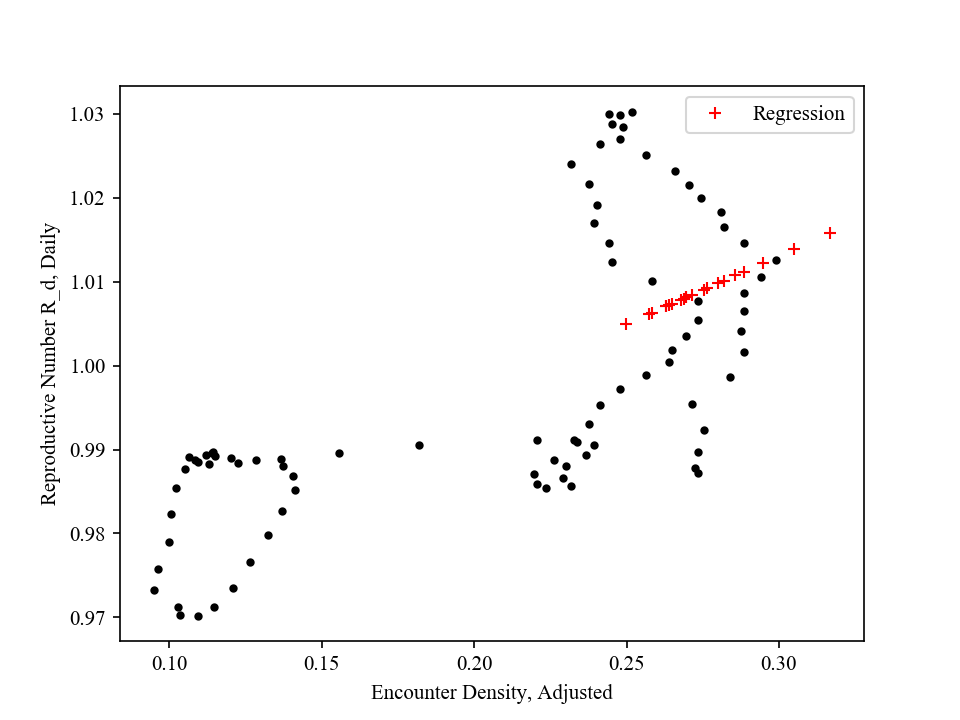 Regression
1.03
1.02
1.01
1.00
0.99
0.98
0.97
Reproductive Number R_d, Daily
0.10 0.15 0.20 0.25 0.30
Encounter Density, Adjusted